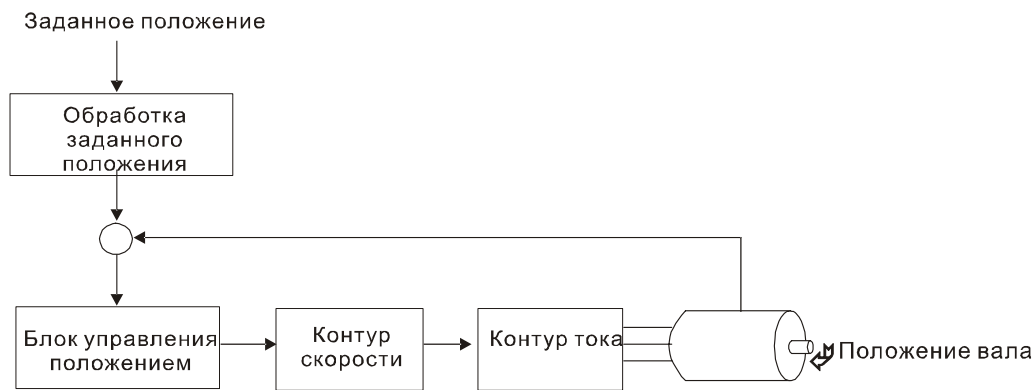 Заданное положение
Обработка
заданного
положения
Блок управления
положением
Контур
скорости
Контур тока
Положение вала